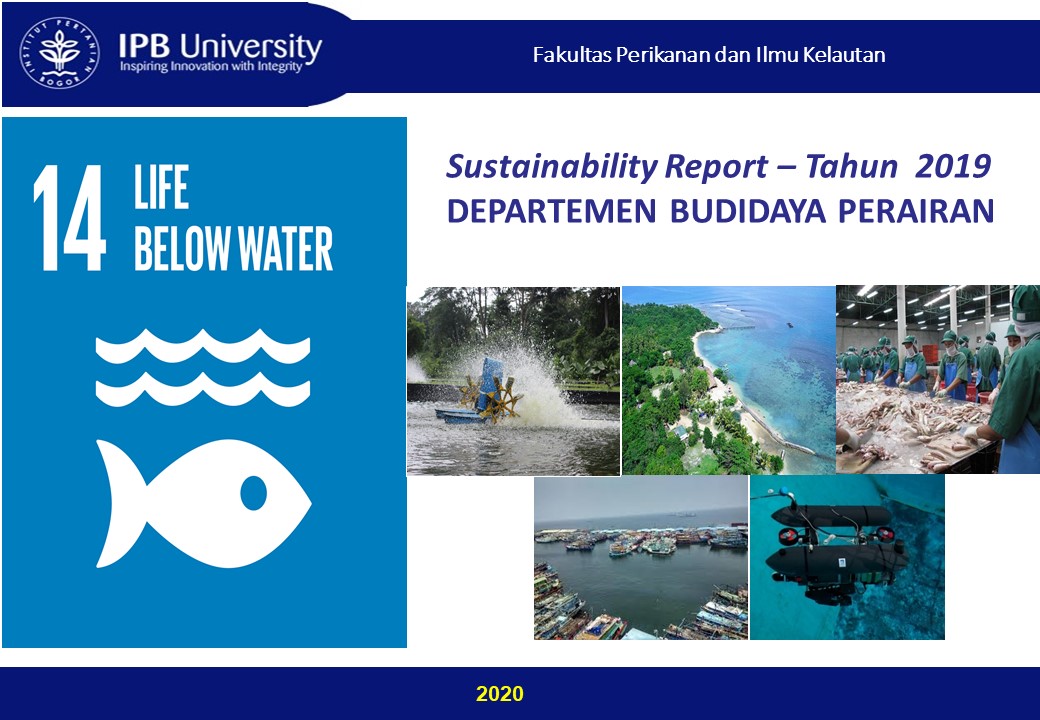 INSTITUT PERTANIAN
BOGOR
IPB University
Inspiring Innovation with Integrity
Fakultas Perikanan dan Ilmu Kelautan
14 LIFE
BELOW WATER
Sustainability Report – Tahun 2019
DEPARTEMEN BUDIDAYA PERAIRAN
2020